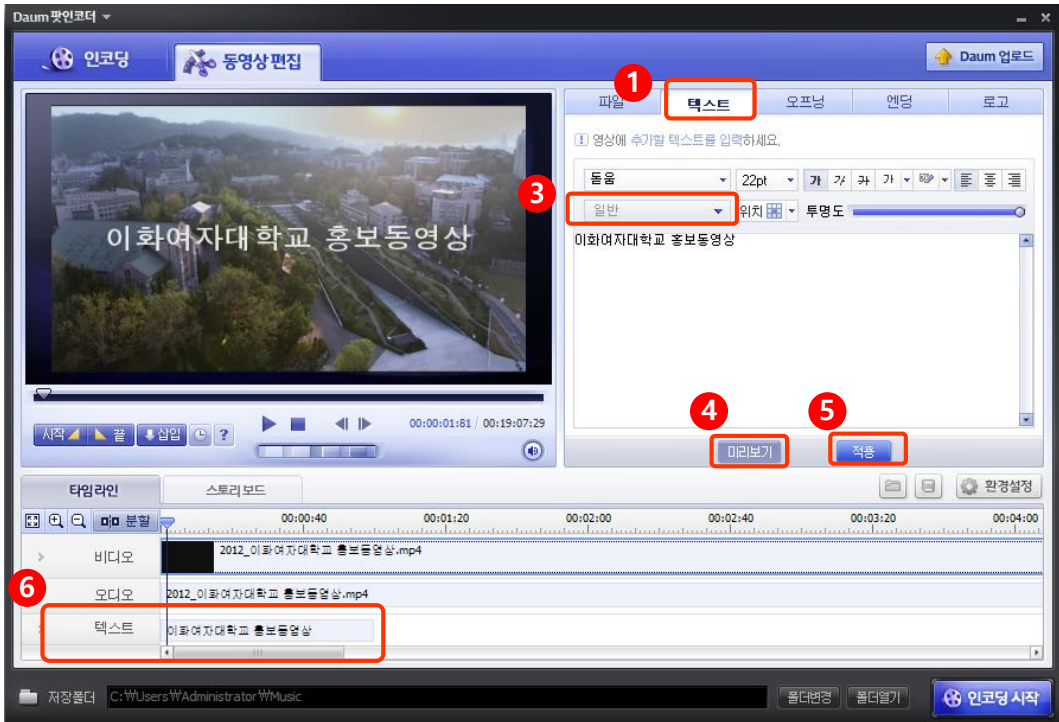 Daum 팟인코더
인코딩
동영상 편집
Daum 업로드
1
파일
텍스트
오프닝
엔딩
로고
영상에 추가할 텍스트를 입력하세요.
3
돋움
22pt
가 가 가 가
일반
위치
투명도
이화여자대학교 홍보동영상
이화여자대학교 홍보동영상
4
5
미리보기
적용
시작
끝
삽입
?
00:00:01:81 / 00:19:07:29
타임라인
스토리보드
환경설정
분할
00:00:40 00:01:20 00:02:00 00:02:40 00:03:20 00:04:00
비디오
2012_이화여자대학교 홍보동영상.mp4
6
오디오
2012_이화여자대학교 홍보동영상.mp4
텍스트
이화여자대학교 홍보동영상
저장폴더
C:₩Users₩Administrator₩Music
폴더변경
폴더열기
인코딩 시작